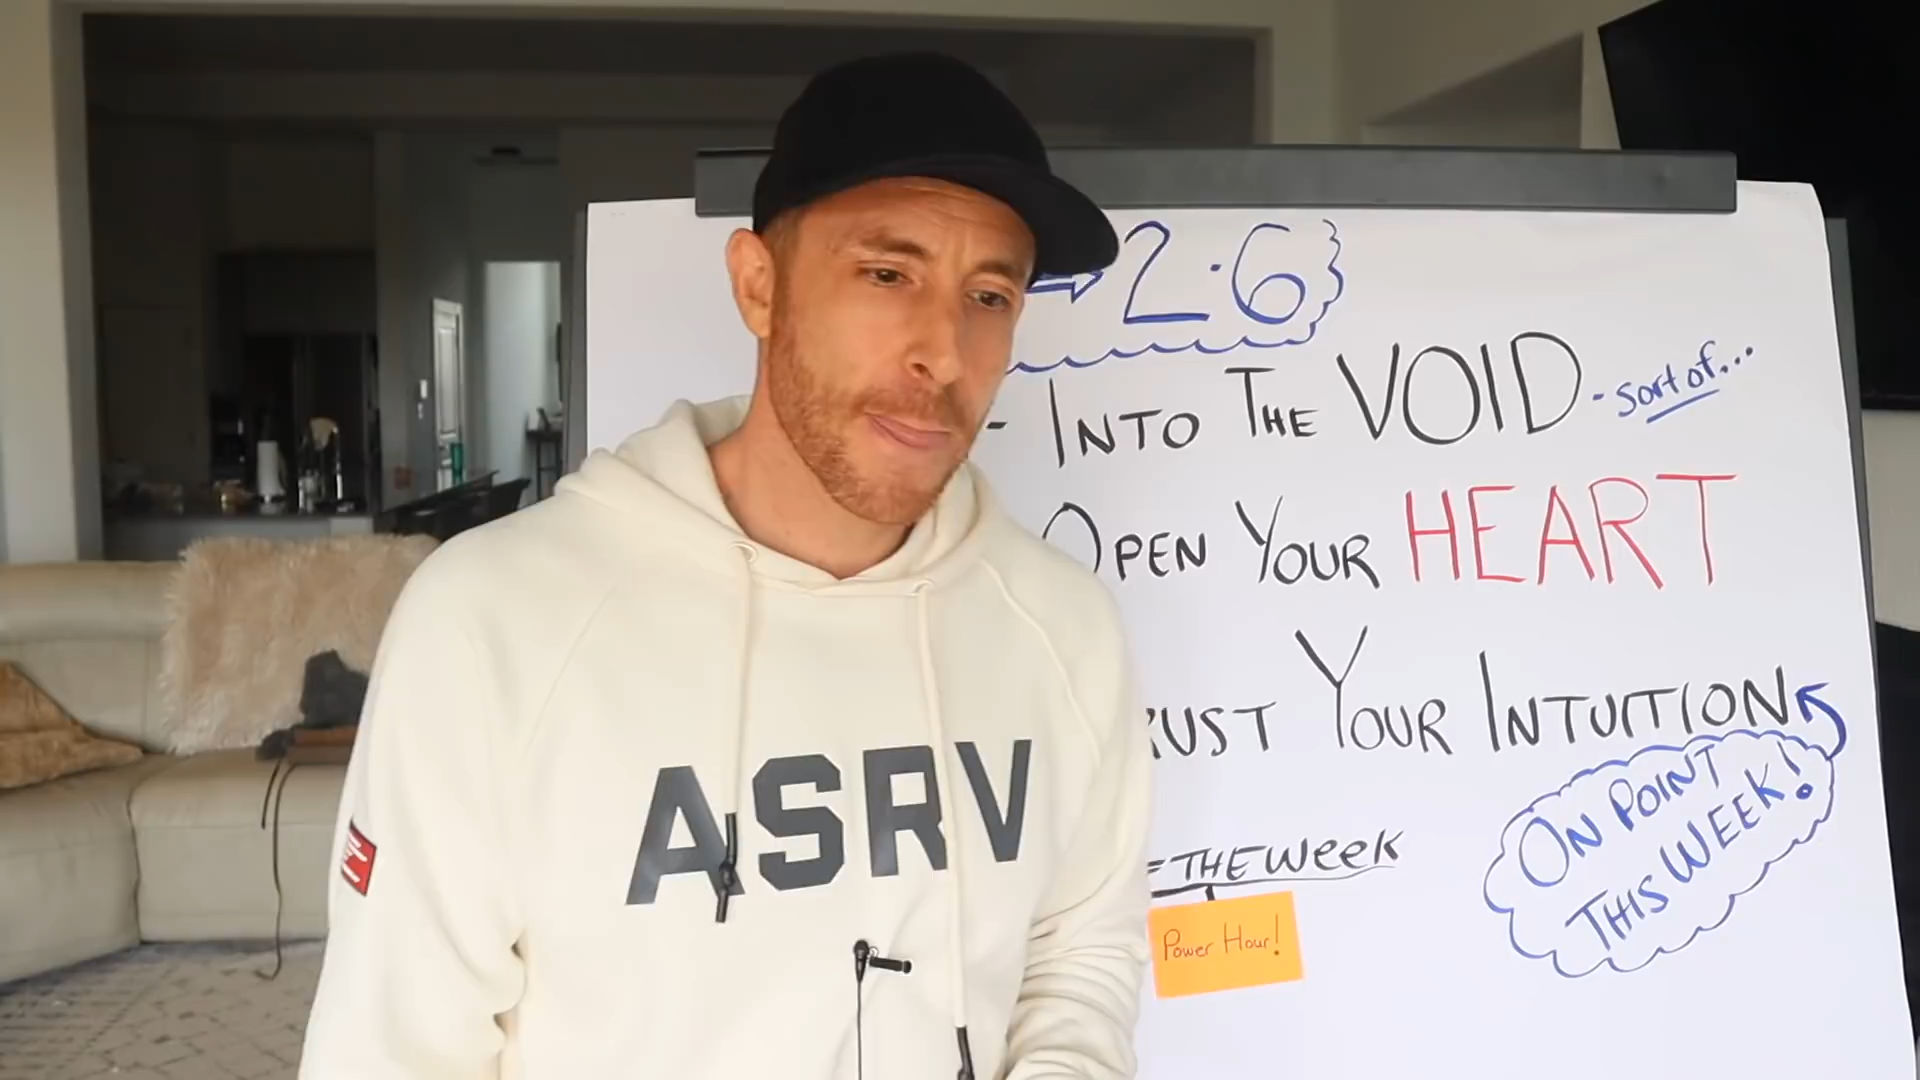 → 2.6
- INTO THE VOID - sort of...
OPEN YOUR HEART
RUST YOUR INTUITION
ON POINT
THIS WEEK!
= THE Week
Power Hour!
ASRV